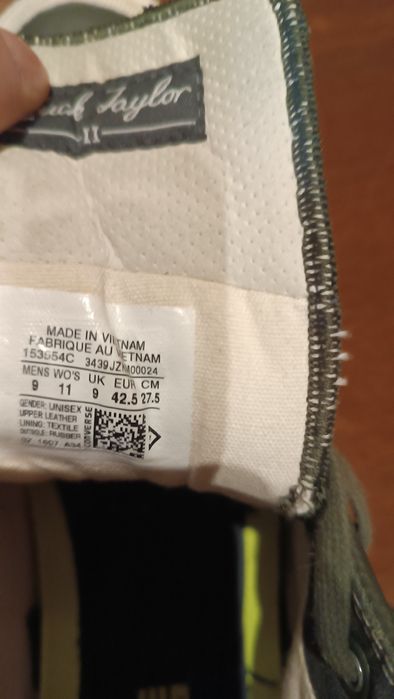 Taylor
II
MADE IN VIETNAM
FABRIQUE AU VIETNAM
153554C
MENS WO'S UK EUR CM
9 11 9 42.5 27.5
GENDER: UNISEX
UPPER LEATHER
LINING: TEXTILE
OUTSOLE: RUBBER
CONVERSE